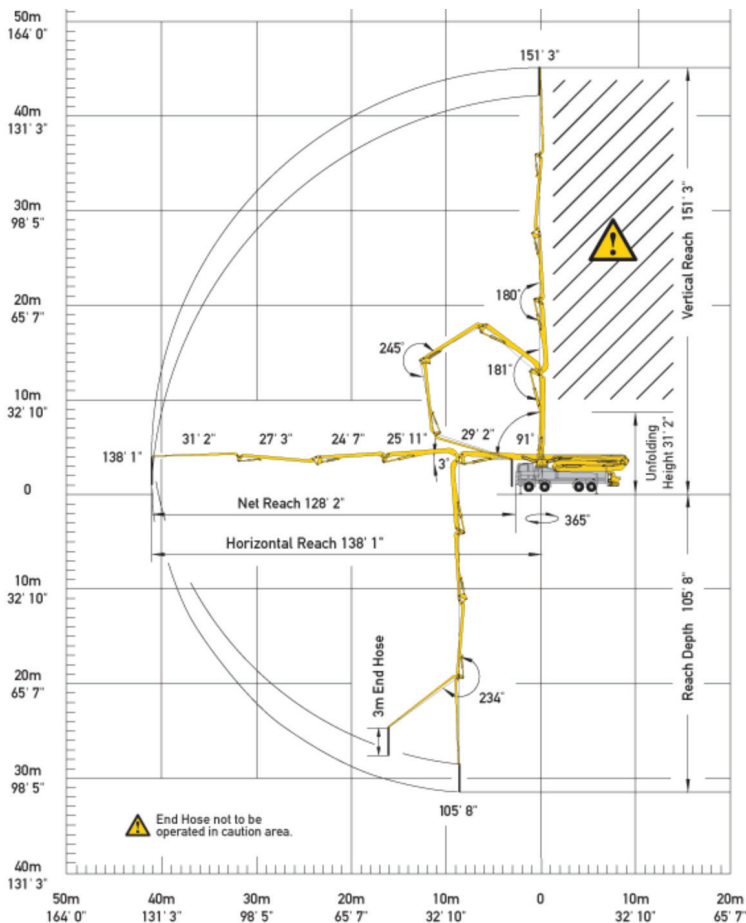 50m
164' 0"
151' 3"
40m
131' 3"
30m
98' 5"
Vertical Reach 151' 3"
20m
65' 7"
180"
245"
181"
10m
32' 10"
31' 2"
27' 3"
24' 7"
25' 11"
29' 2"
91'
Unfolding
Height 31' 2"
138' 1"
3'
0
Net Reach 128' 2"
365"
Horizontal Reach 138' 1"
10m
32' 10"
Reach Depth 105' 8"
3m End Hose
20m
65' 7"
234"
30m
98' 5"
105' 8"
End Hose not to be
operated in caution area.
40m
131' 3"
50m 40m 30m 20m 10m 0 10m 20m
164' 0" 131' 3" 98' 5" 65' 7" 32' 10" 32' 10" 65' 7"